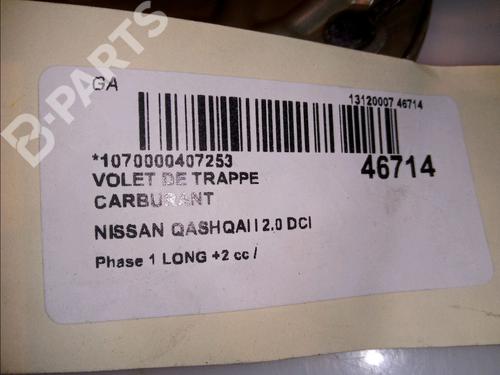 GA
13120007 46714
*1070000407253
46714
VOLET DE TRAPPE
CARBURANT
NISSAN QASHQAI I 2.0 DCI
Phase 1 LONG +2 cc /
B-PARTS
B-PARTS